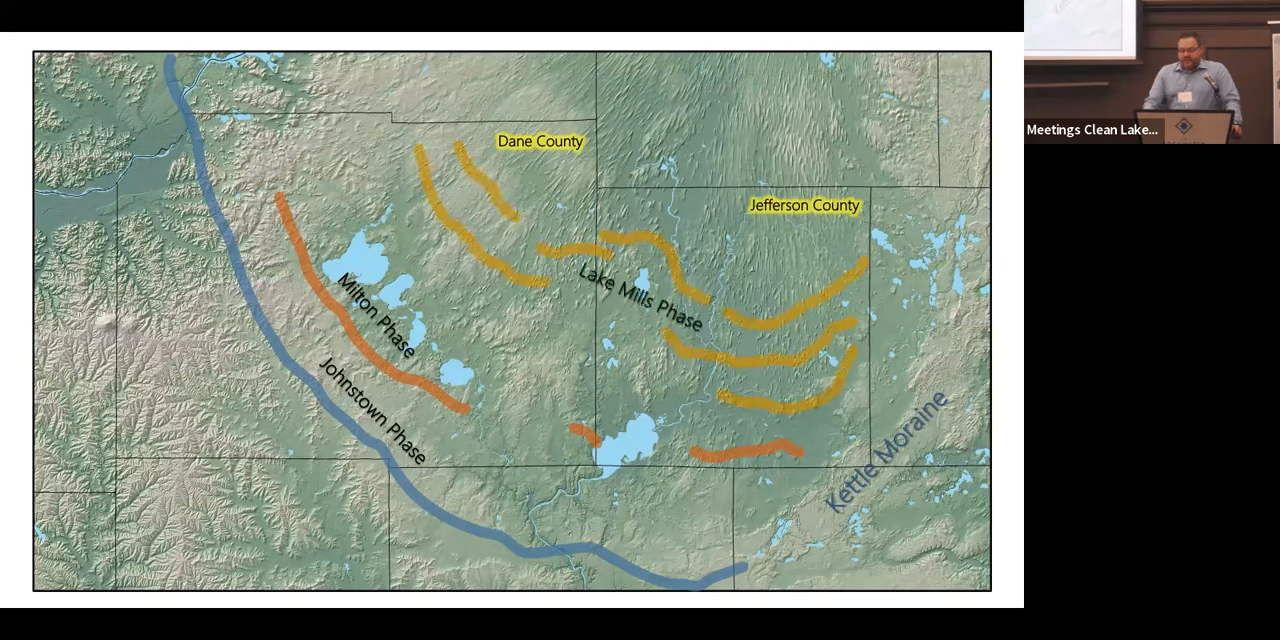 Dane County
Jefferson County
Lake Mills Phase
Milton Phase
Johnstown Phase
Kettle Moraine
Meetings Clean Lake...